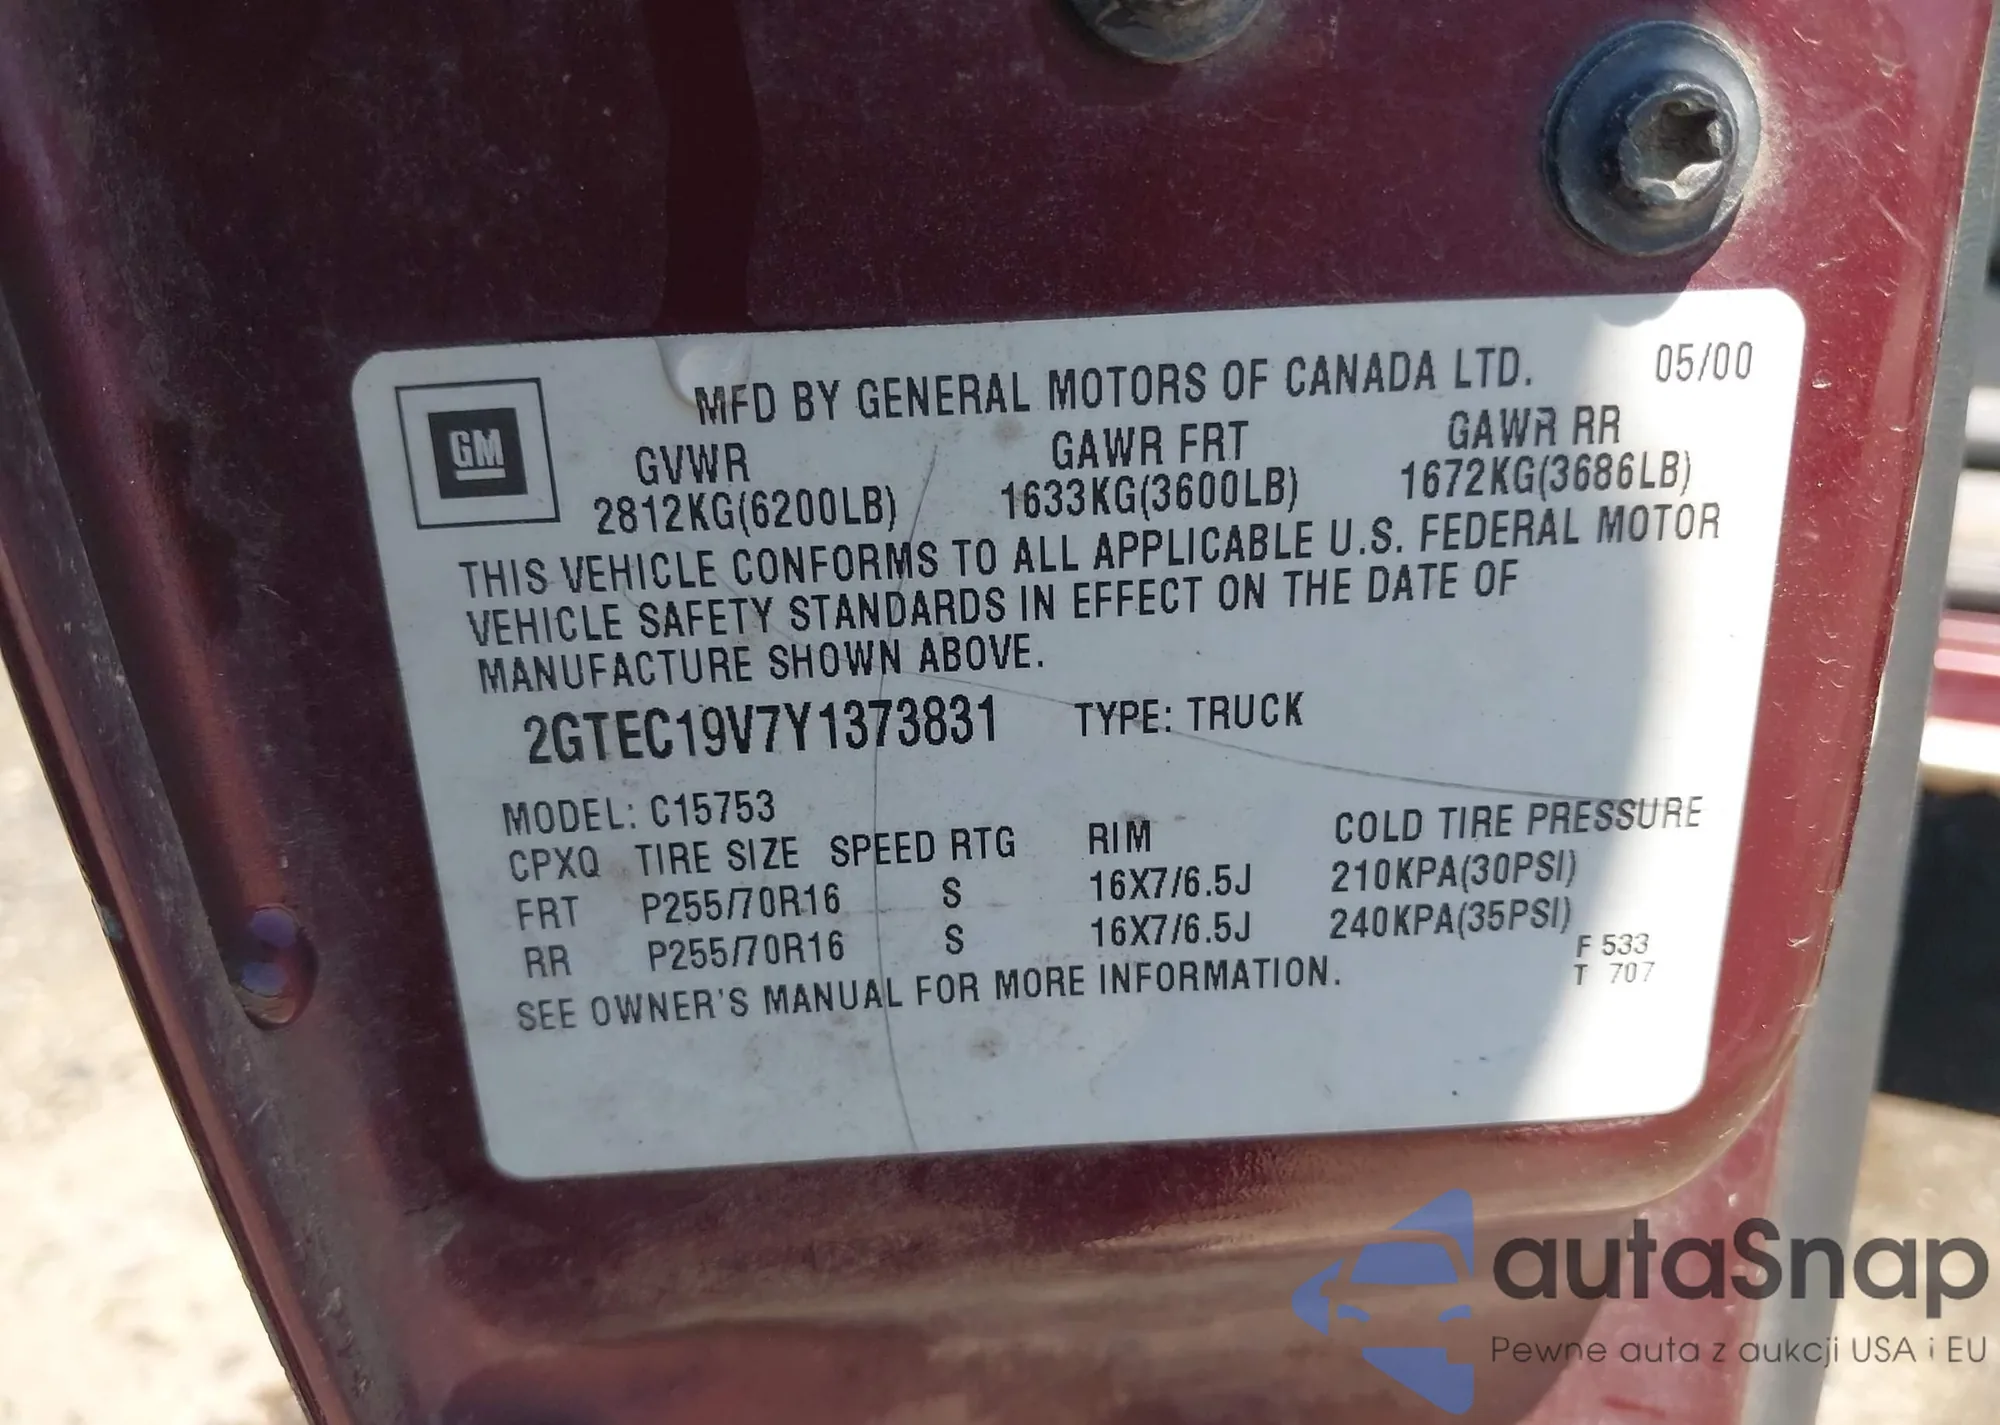 MFD BY GENERAL MOTORS OF CANADA LTD. 05/00
GM
GVWR GAWR FRT GAWR RR
2812KG(6200LB) 1633KG(3600LB) 1672KG(3686LB)
THIS VEHICLE CONFORMS TO ALL APPLICABLE U.S. FEDERAL MOTOR
VEHICLE SAFETY STANDARDS IN EFFECT ON THE DATE OF
MANUFACTURE SHOWN ABOVE.
2GTEC19V7Y1373831 TYPE: TRUCK
MODEL: C15753
CPXQ TIRE SIZE SPEED RTG RIM COLD TIRE PRESSURE
FRT P255/70R16 S 16X7/6.5J 210KPA(30PSI)
RR P255/70R16 S 16X7/6.5J 240KPA(35PSI)
SEE OWNER'S MANUAL FOR MORE INFORMATION.
F 533
T 707
autaSnap
Pewne auta z aukcji USA i EU